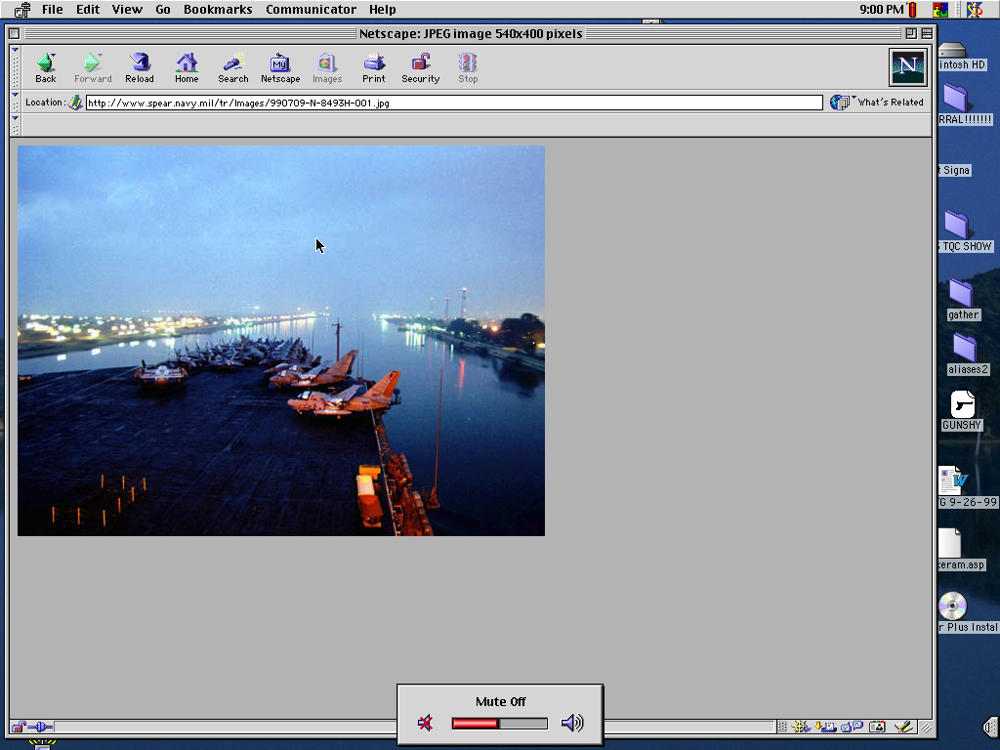 File Edit View Go Bookmarks Communicator Help 9:00 PM
Netscape: JPEG image 540x400 pixels
Back Forward Reload Home Search Netscape Images Print Security Stop
My
N
Location: http://www.spear.navy.mil/tr/Images/990709-N-8493H-001.jpg What's Related
intosh HD
RRAL!!!!!!!
t Signa
TQC SHOW
gather
aliases2
GUNSHY
W
G 9-26-99
keram.asp
r Plus Instal
Mute Off